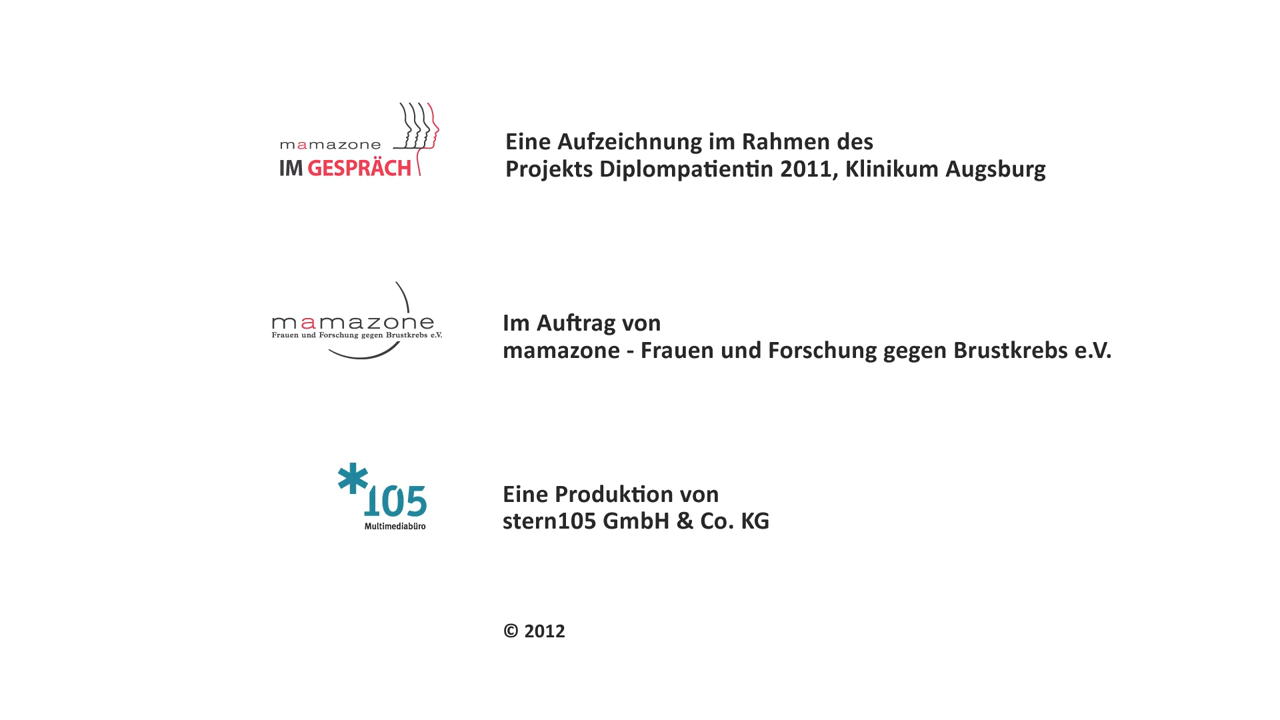 mamazone
IM GESPRÄCH
Eine Aufzeichnung im Rahmen des
Projekts Diplompatientin 2011, Klinikum Augsburg
mamazone
Frauen und Forschung gegen Brustkrebs e.V.
Im Auftrag von
mamazone - Frauen und Forschung gegen Brustkrebs e.V.
*105
Multimediabüro
Eine Produktion von
stern105 GmbH & Co. KG
© 2012